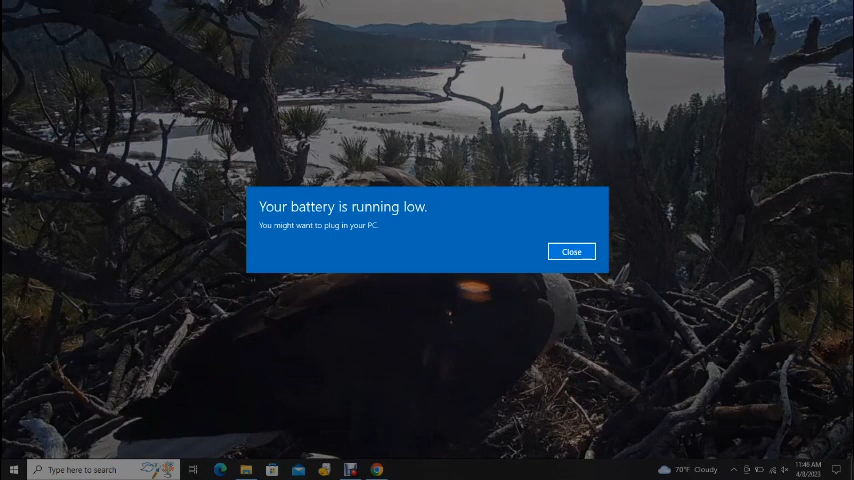 Your battery is running low.
You might want to plug in your PC.
Close
Type here to search
70°F Cloudy
11:46 AM
4/8/2023